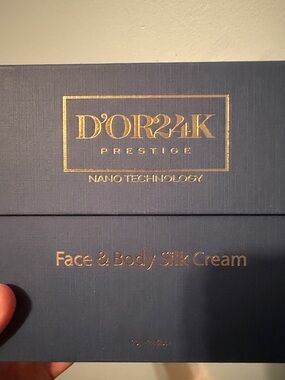 D'OR24K
PRESTIGE
NANO TECHNOLOGY
Face & Body Silk Cream